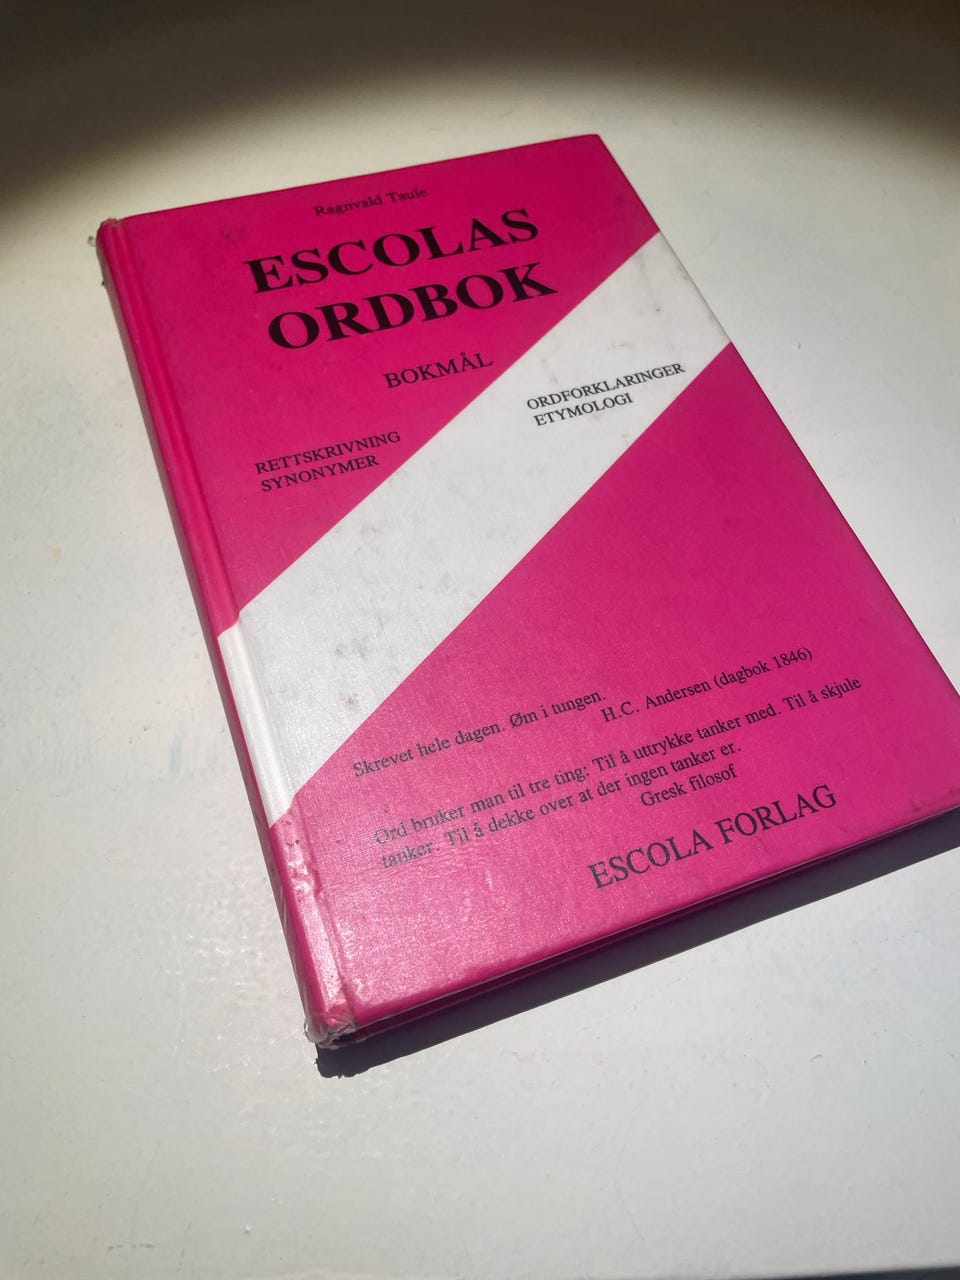 Ragnvald Taule
ESCOLAS
ORDBOK
BOKMÅL
RETTSKRIVNING
SYNONYMER
ORDFORKLARINGER
ETYMOLOGI
Skrevet hele dagen. Øm i tungen.
H.C. Andersen (dagbok 1846)
Ord bruker man til tre ting: Til å uttrykke tanker med. Til å skjule
tanker. Til å dekke over at der ingen tanker er.
Gresk filosof
ESCOLA FORLAG